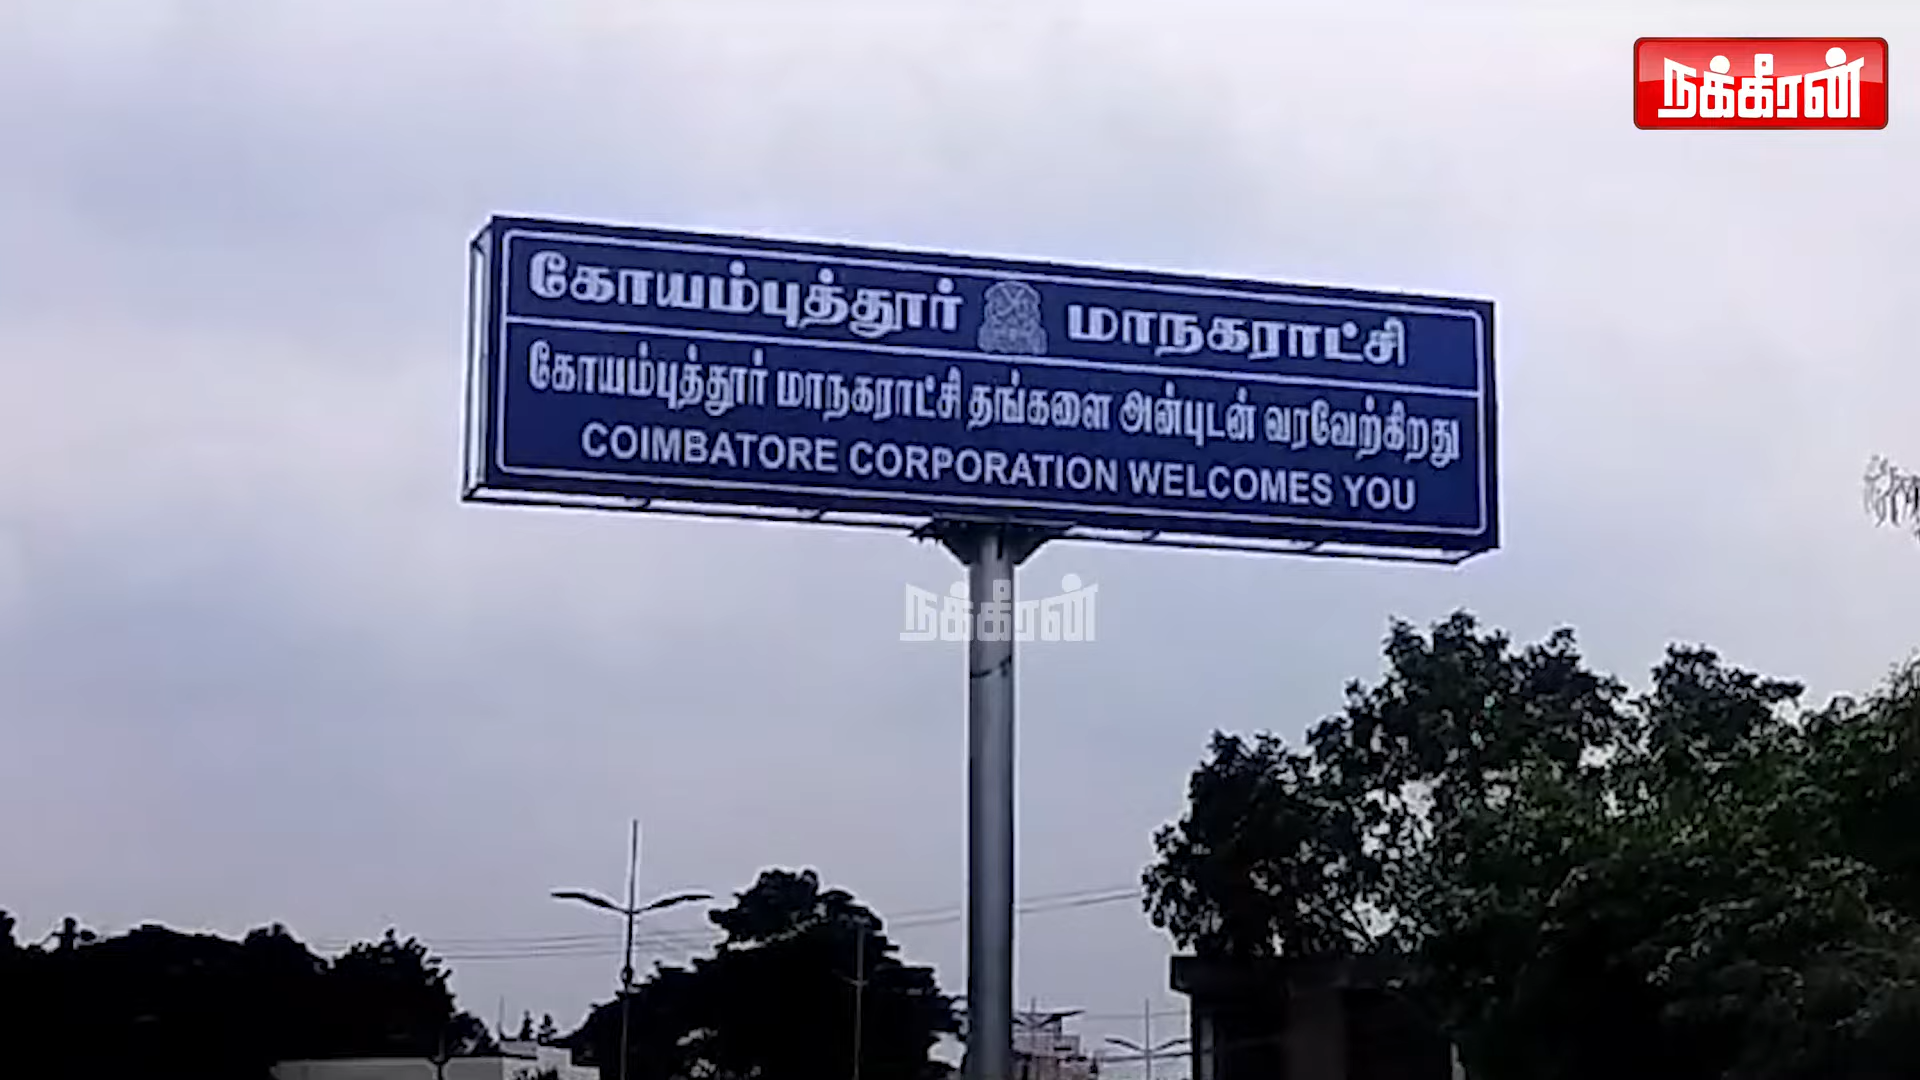 நக்கீரன்
கோயம்புத்தூர் மாநகராட்சி
கோயம்புத்தூர் மாநகராட்சி தங்களை அன்புடன் வரவேற்கிறது
COIMBATORE CORPORATION WELCOMES YOU
நக்கீரன்